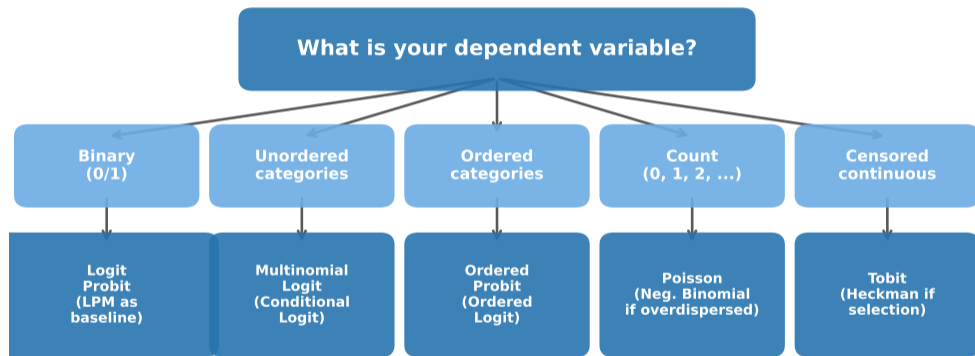 What is your dependent variable?
Binary
(0/1)
Unordered
categories
Ordered
categories
Count
(0, 1, 2, ...)
Censored
continuous
Logit
Probit
(LPM as
baseline)
Multinomial
Logit
(Conditional
Logit)
Ordered
Probit
(Ordered
Logit)
Poisson
(Neg. Binomial
if overdispersed)
Tobit
(Heckman if
selection)